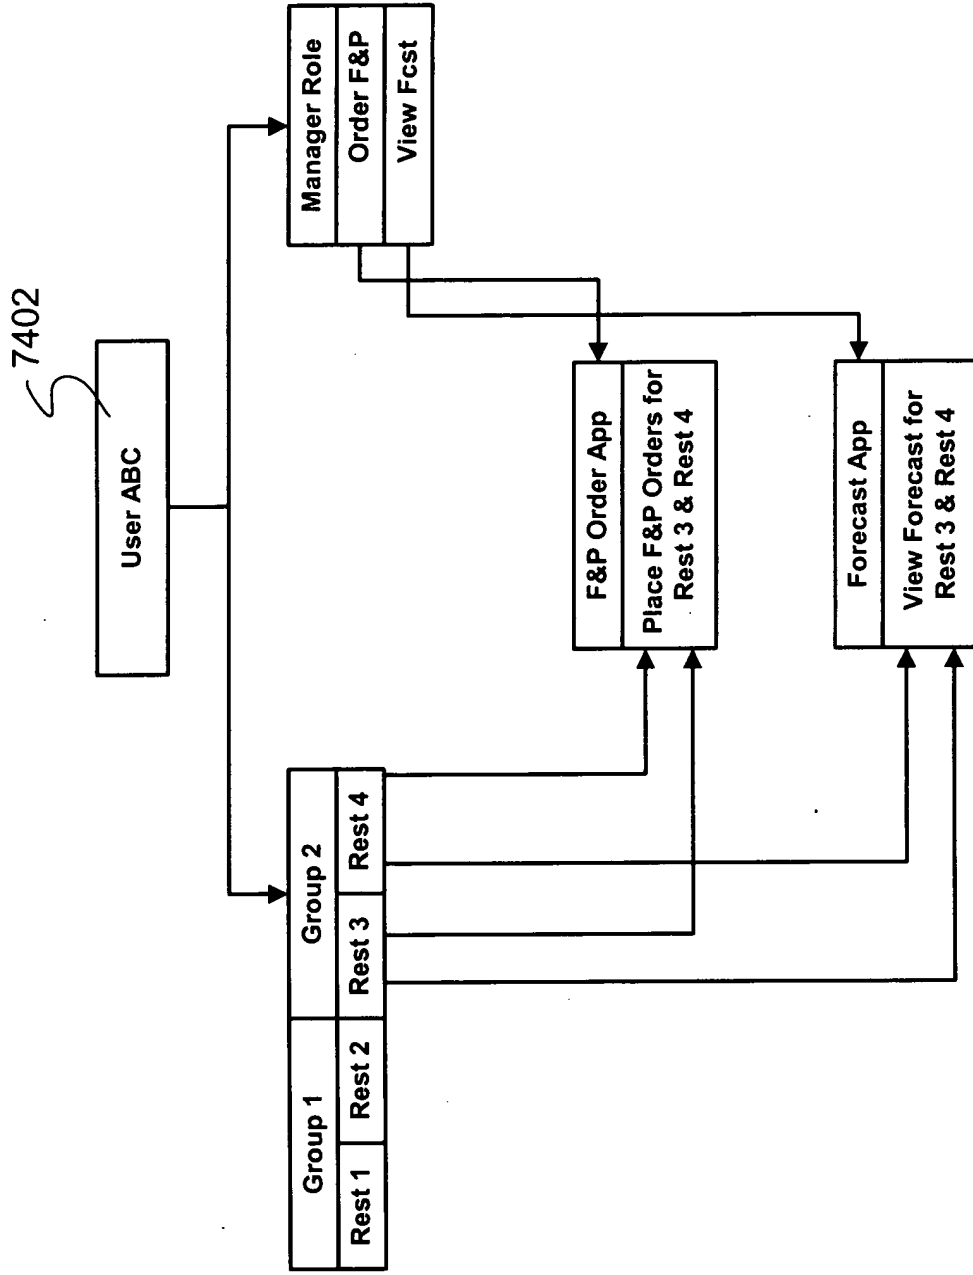 7402
User ABC
Group 1
Group 2
Rest 1
Rest 2
Rest 3
Rest 4
Manager Role
Order F&P
View Fcst
F&P Order App
Place F&P Orders for
Rest 3 & Rest 4
Forecast App
View Forecast for
Rest 3 & Rest 4